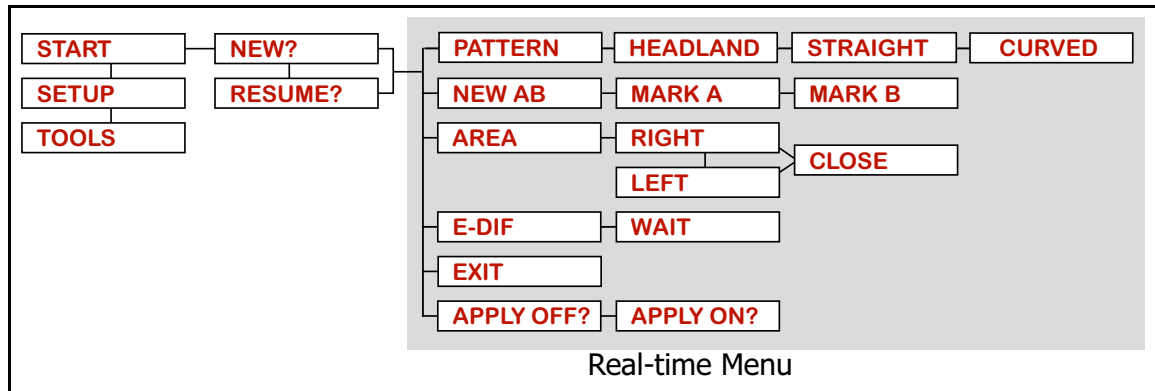 START NEW? PATTERN HEADLAND STRAIGHT CURVED
SETUP RESUME? NEW AB MARK A MARK B
TOOLS AREA RIGHT
CLOSE
LEFT
E-DIF WAIT
EXIT
APPLY OFF? APPLY ON?
Real-time Menu